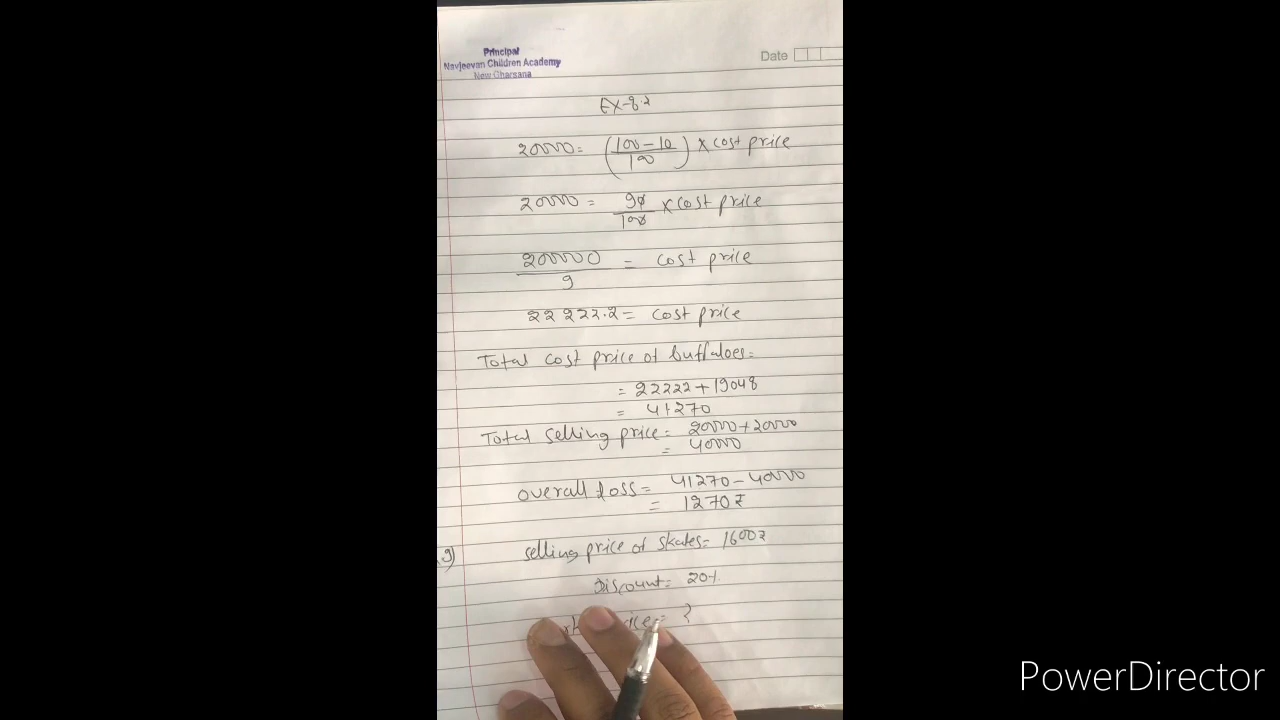 Principal
Navjeevan Children Academy
New Gharsana
Date
EX-8.2
20000 = (100-10/100) × cost price
20000 = 90/100 × cost price
200000/9 = cost price
22222.2 = cost price
Total cost price of buffaloes =
= 22222 + 19048
= 41270
Total selling price = 20000 + 20000
= 40000
overall loss = 41270 - 40000
= 1270 ₹
9) selling price of skates = 1600 ₹
Discount = 20%
= ?
PowerDirector